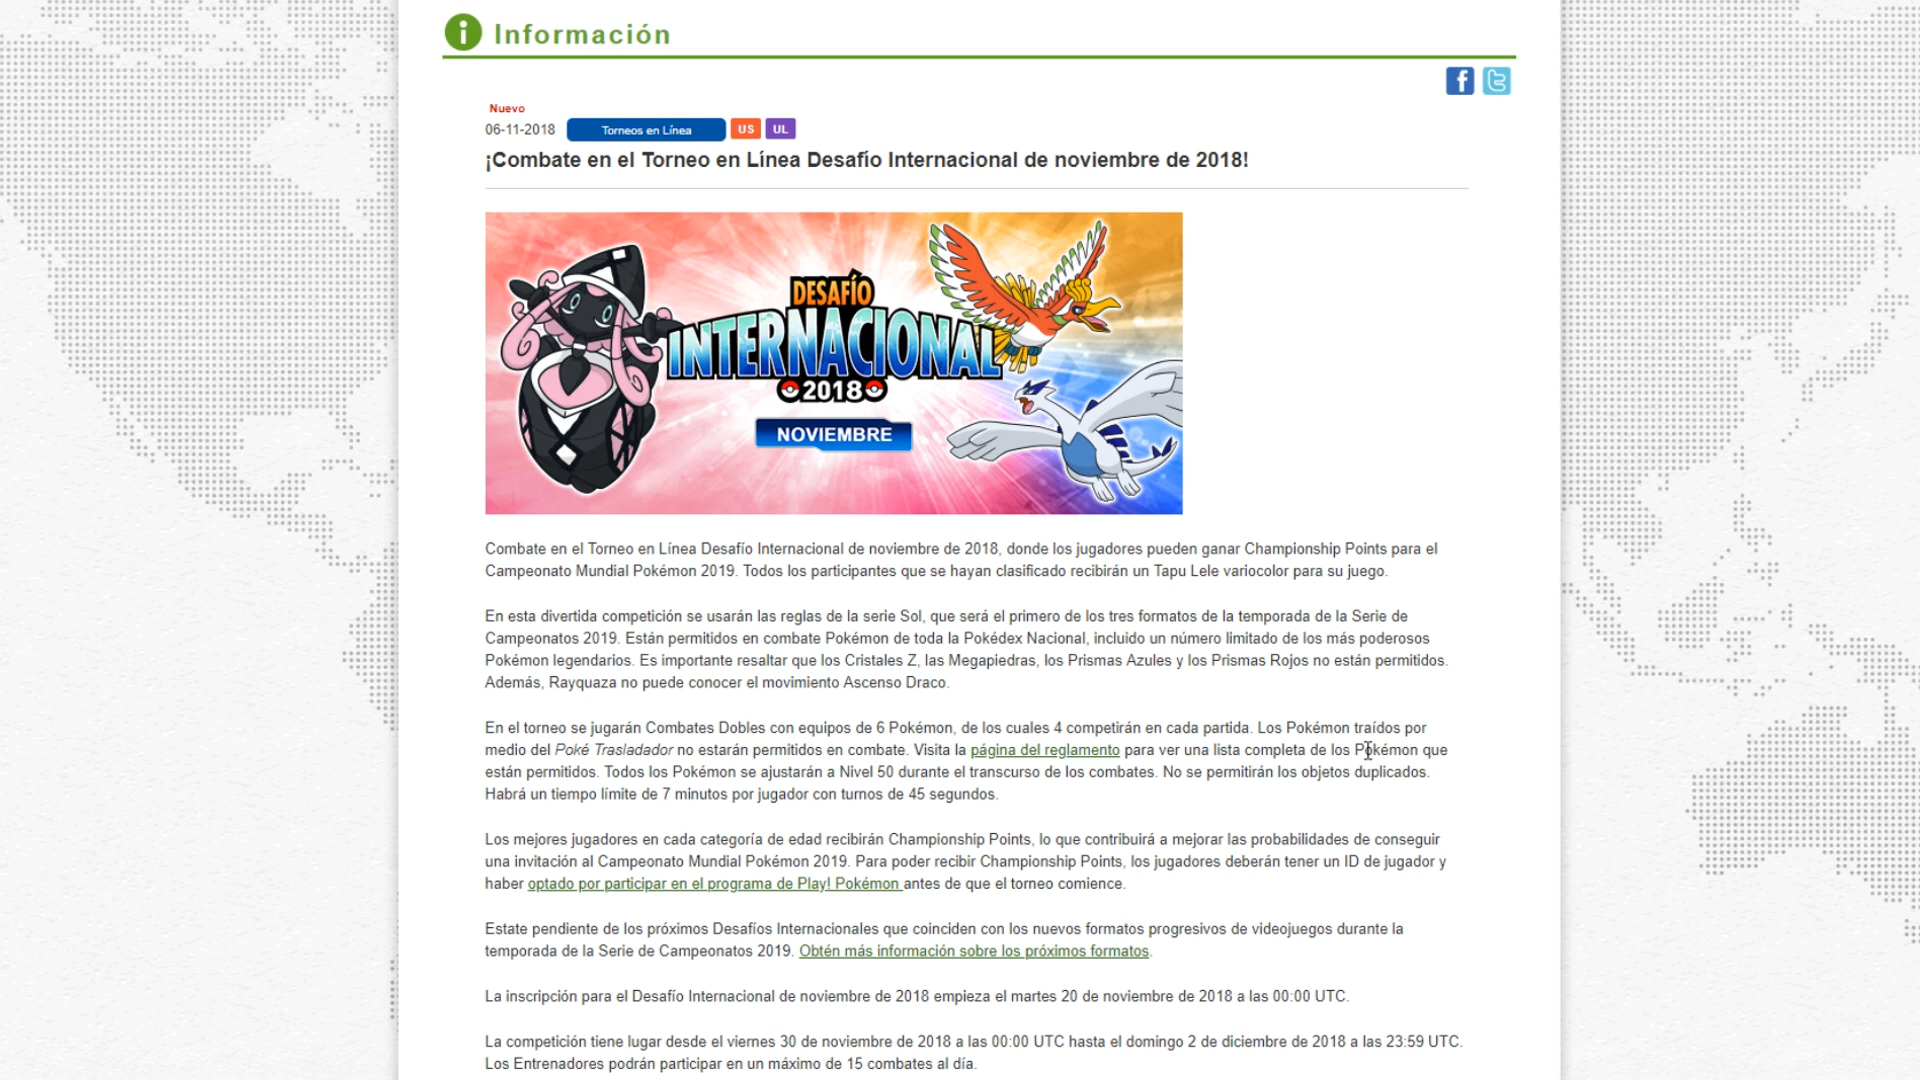 Información
Nuevo
06-11-2018 Torneos en Línea US UL
¡Combate en el Torneo en Línea Desafío Internacional de noviembre de 2018!
DESAFÍO
INTERNACIONAL
2018
NOVIEMBRE
Combate en el Torneo en Línea Desafío Internacional de noviembre de 2018, donde los jugadores pueden ganar Championship Points para el
Campeonato Mundial Pokémon 2019. Todos los participantes que se hayan clasificado recibirán un Tapu Lele variocolor para su juego.
En esta divertida competición se usarán las reglas de la serie Sol, que será el primero de los tres formatos de la temporada de la Serie de
Campeonatos 2019. Están permitidos en combate Pokémon de toda la Pokédex Nacional, incluido un número limitado de los más poderosos
Pokémon legendarios. Es importante resaltar que los Cristales Z, las Megapiedras, los Prismas Azules y los Prismas Rojos no están permitidos.
Además, Rayquaza no puede conocer el movimiento Ascenso Draco.
En el torneo se jugarán Combates Dobles con equipos de 6 Pokémon, de los cuales 4 competirán en cada partida. Los Pokémon traídos por
medio del Poké Trasladador no estarán permitidos en combate. Visita la página del reglamento para ver una lista completa de los Pokémon que
están permitidos. Todos los Pokémon se ajustarán a Nivel 50 durante el transcurso de los combates. No se permitirán los objetos duplicados.
Habrá un tiempo límite de 7 minutos por jugador con turnos de 45 segundos.
Los mejores jugadores en cada categoría de edad recibirán Championship Points, lo que contribuirá a mejorar las probabilidades de conseguir
una invitación al Campeonato Mundial Pokémon 2019. Para poder recibir Championship Points, los jugadores deberán tener un ID de jugador y
haber optado por participar en el programa de Play! Pokémon antes de que el torneo comience.
Estate pendiente de los próximos Desafíos Internacionales que coinciden con los nuevos formatos progresivos de videojuegos durante la
temporada de la Serie de Campeonatos 2019. Obtén más información sobre los próximos formatos.
La inscripción para el Desafío Internacional de noviembre de 2018 empieza el martes 20 de noviembre de 2018 a las 00:00 UTC.
La competición tiene lugar desde el viernes 30 de noviembre de 2018 a las 00:00 UTC hasta el domingo 2 de diciembre de 2018 a las 23:59 UTC.
Los Entrenadores podrán participar en un máximo de 15 combates al día.